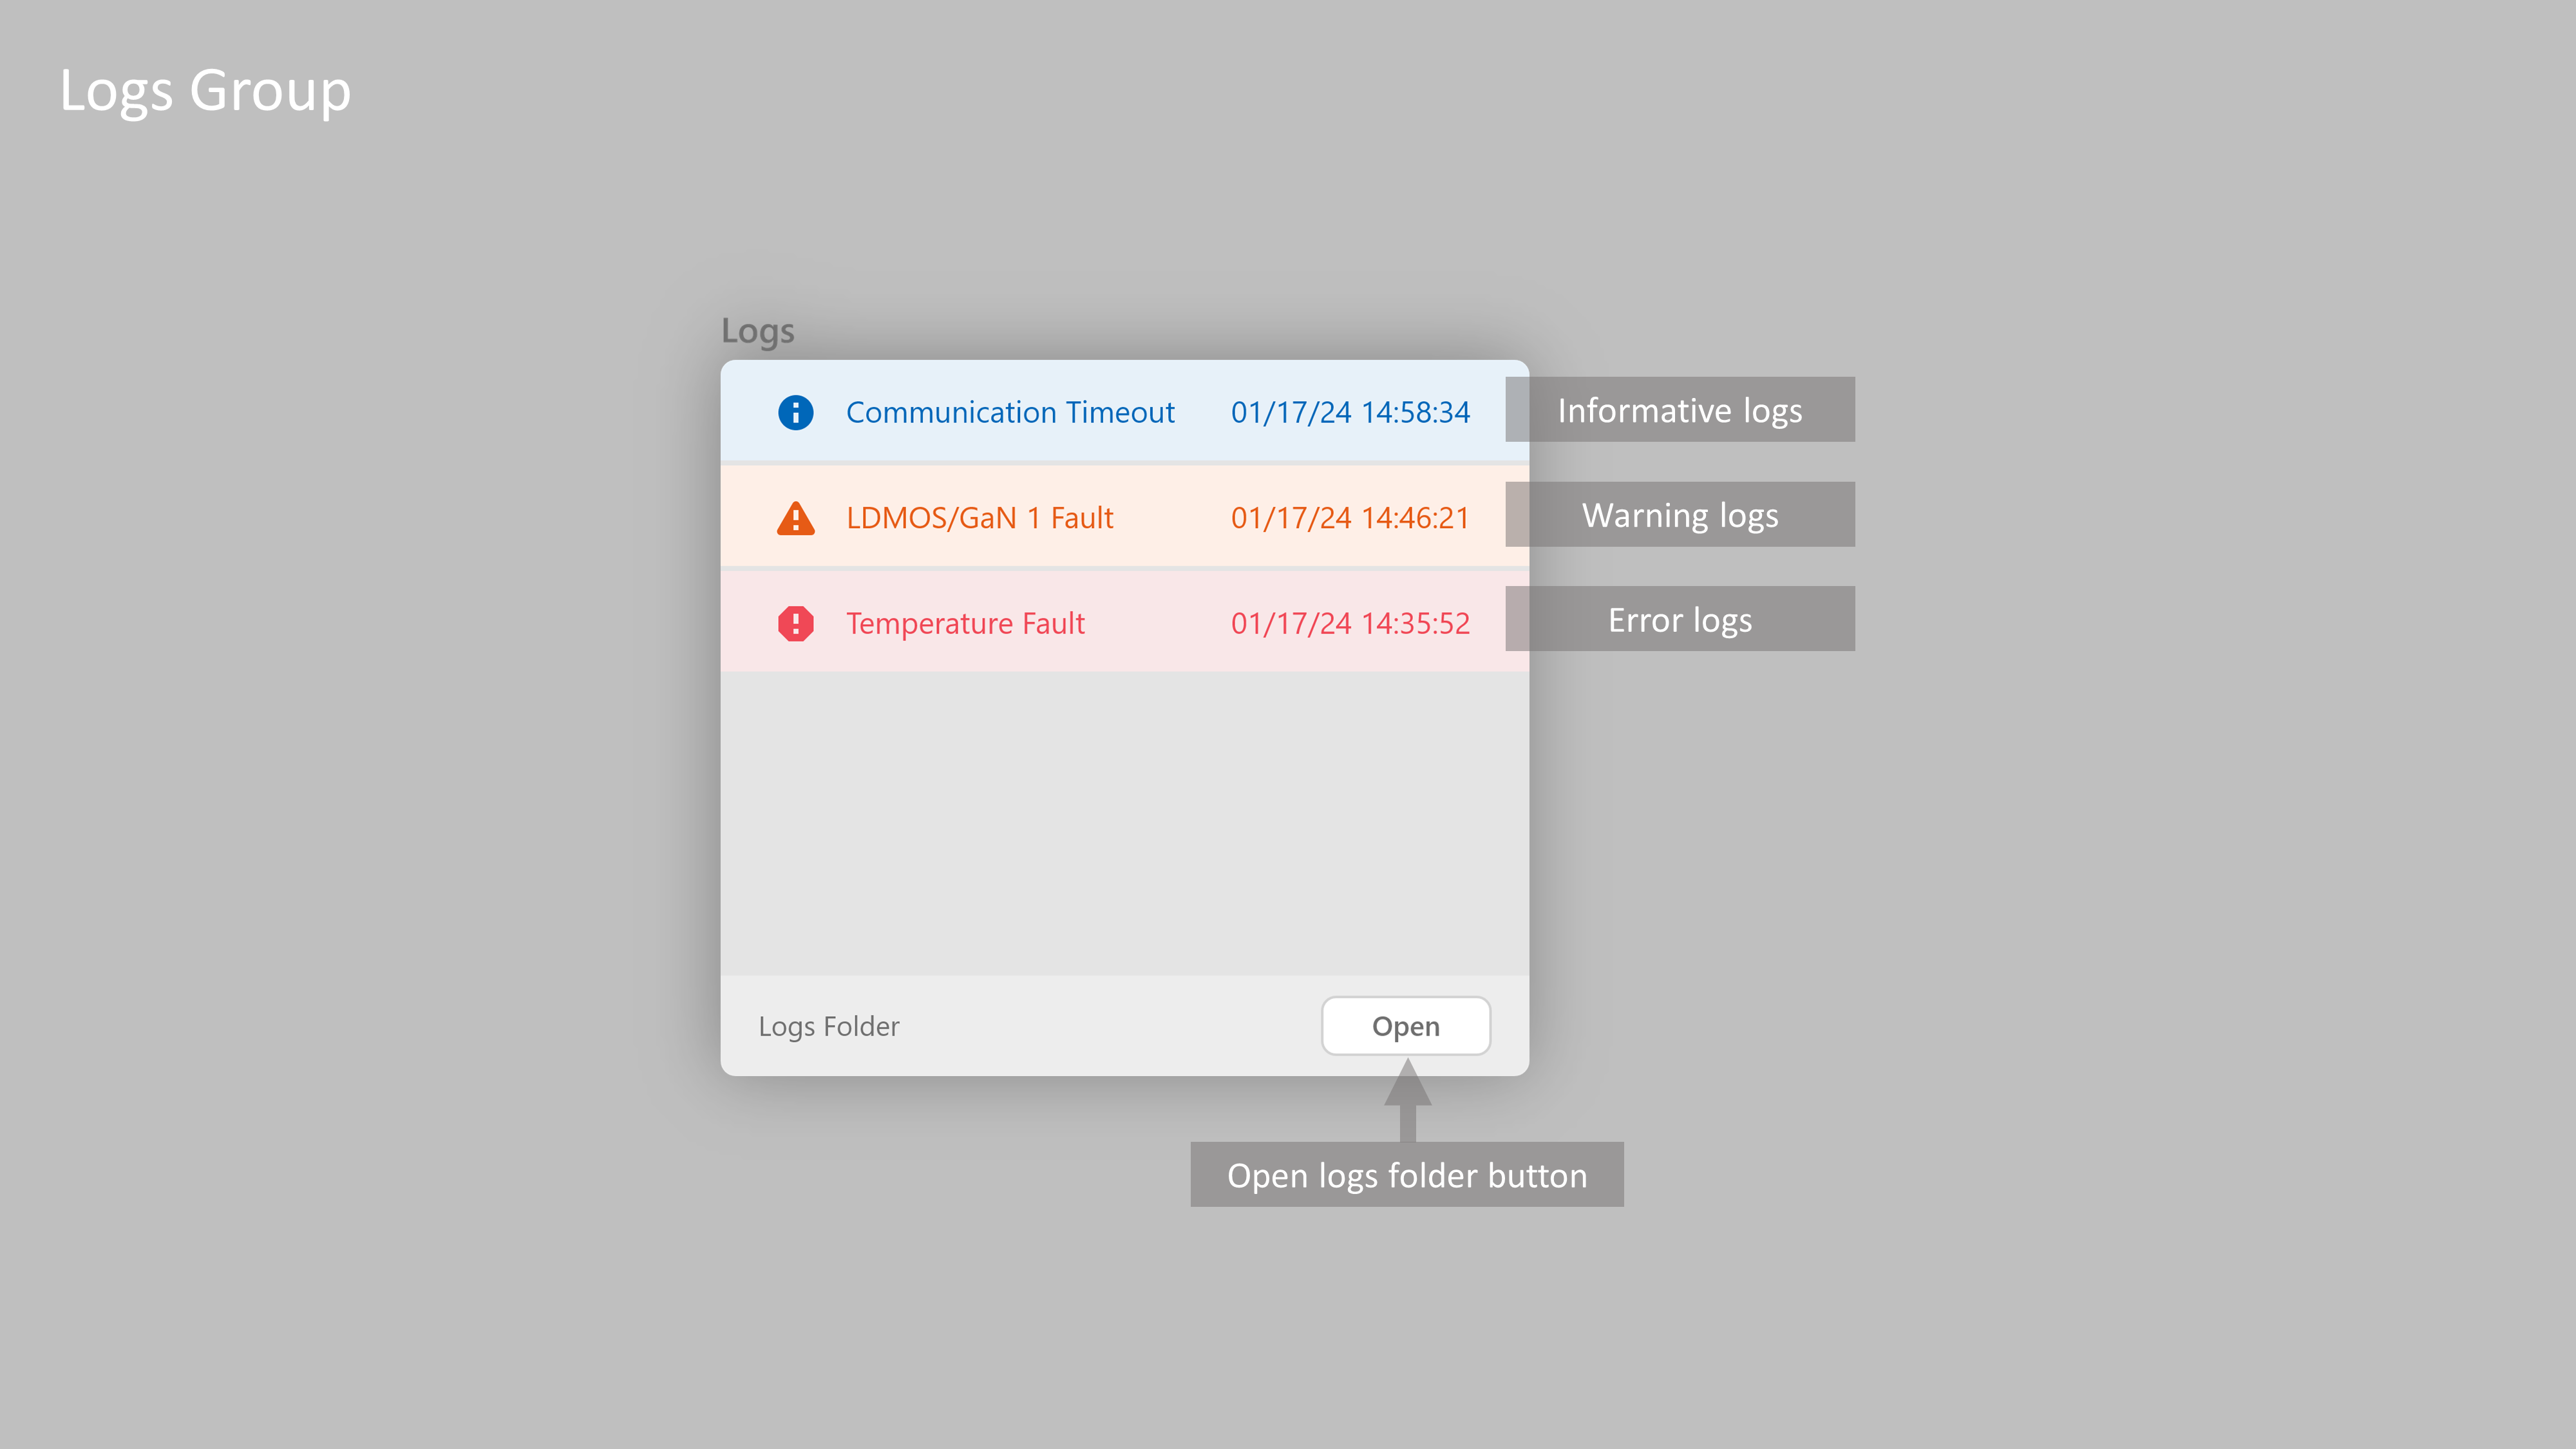 Logs Group
Logs
Communication Timeout 01/17/24 14:58:34 Informative logs
LDMOS/GaN 1 Fault 01/17/24 14:46:21 Warning logs
Temperature Fault 01/17/24 14:35:52 Error logs
Logs Folder Open
Open logs folder button